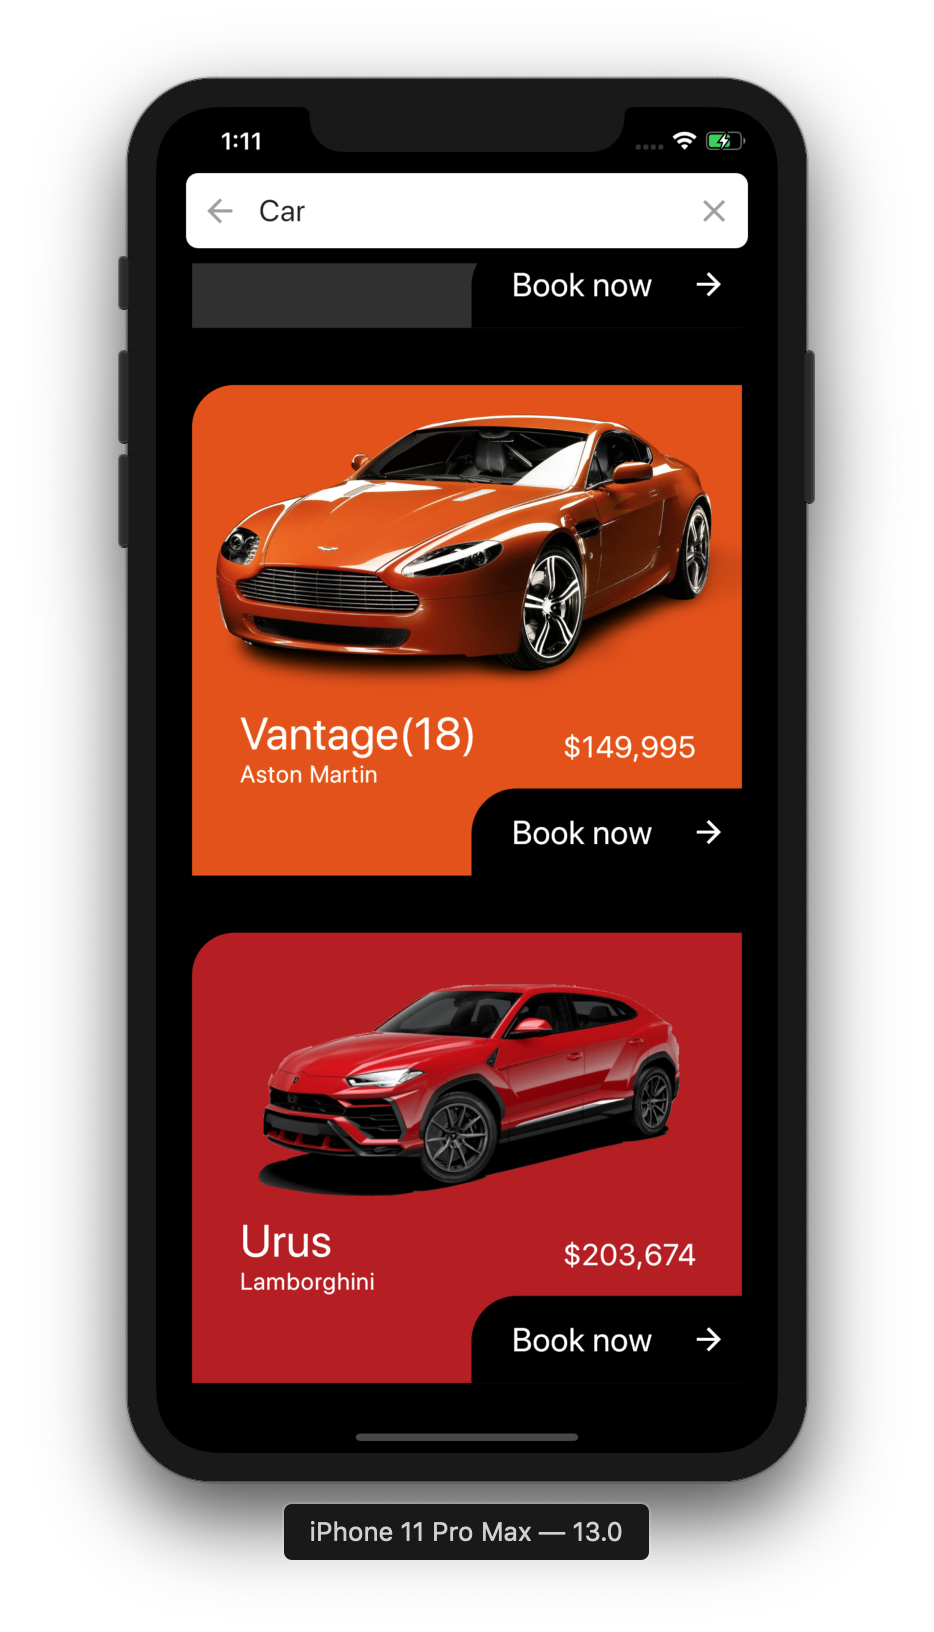 1:11
Car
Book now
Vantage(18)
Aston Martin
$149,995
Book now
Urus
Lamborghini
$203,674
Book now
iPhone 11 Pro Max — 13.0